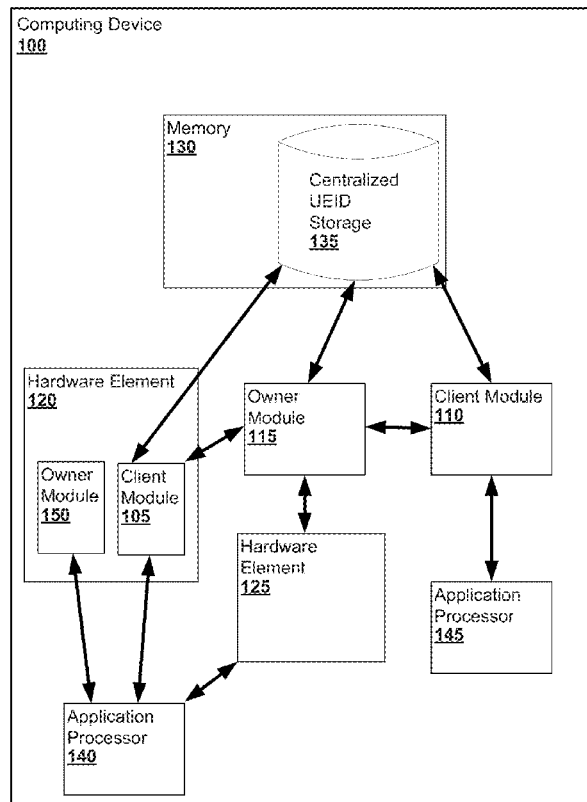 Computing Device
100
Memory
130
Centralized
UEID
Storage
135
Hardware Element
120
Owner
Module
150
Client
Module
105
Owner
Module
115
Client Module
110
Hardware
Element
125
Application
Processor
145
Application
Processor
140